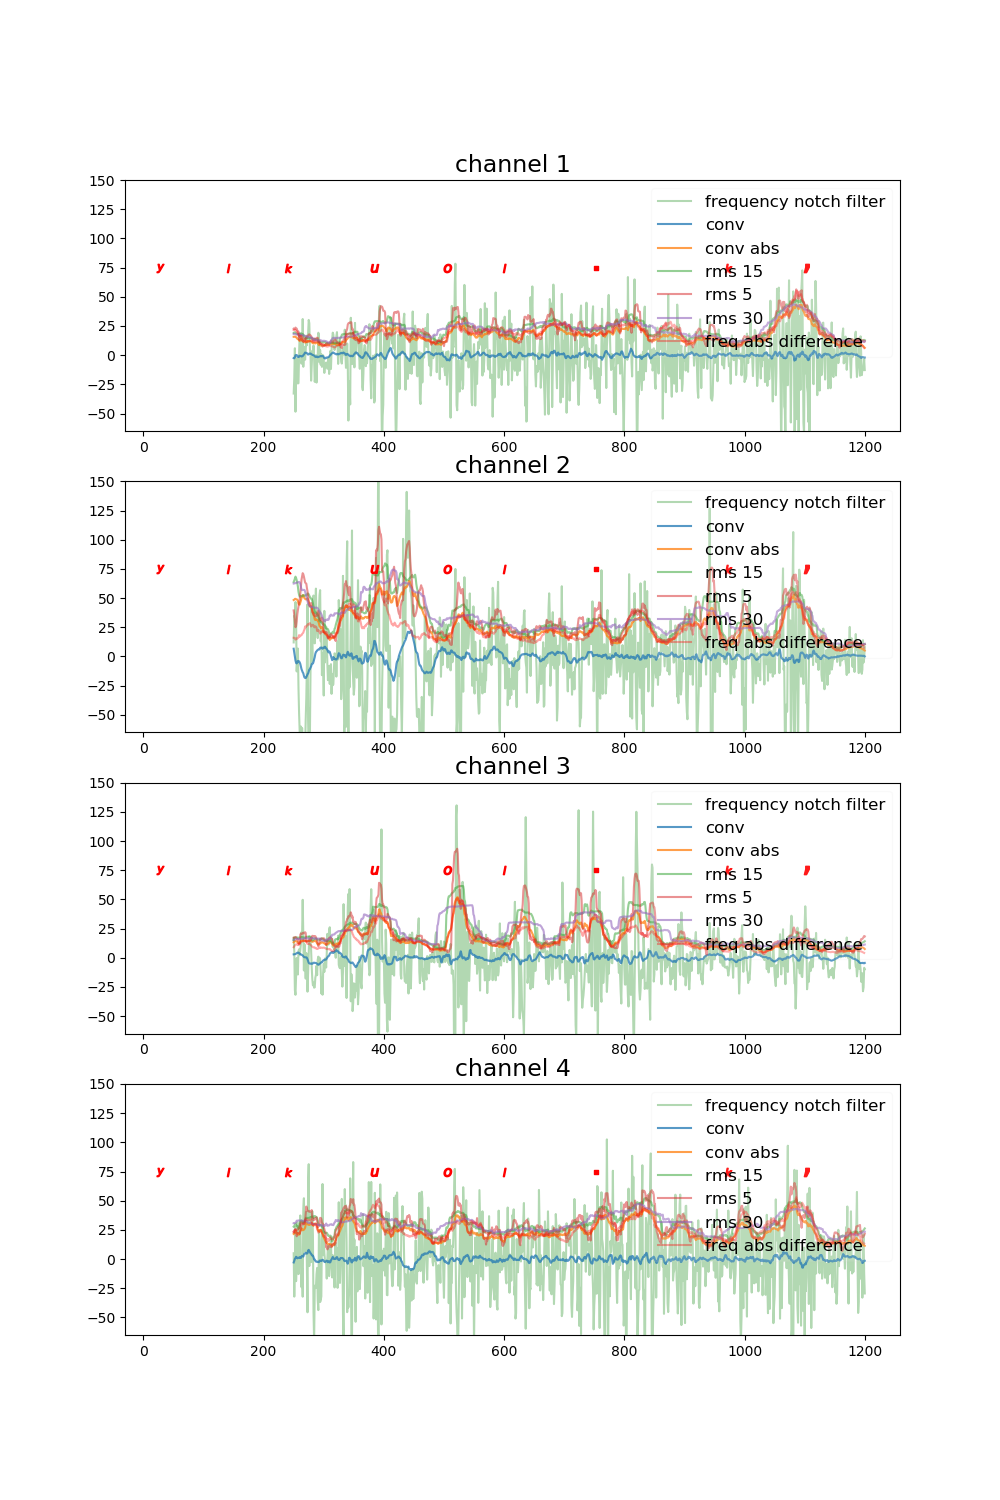 channel 1
150
125
100
75
50
25
0
−25
−50
y l k u o l . k
frequency notch filter
conv
conv abs
rms 15
rms 5
rms 30
freq abs difference
0 200 400 600 800 1000 1200
channel 2
150
125
100
75
50
25
0
−25
−50
y l k u o l . k
frequency notch filter
conv
conv abs
rms 15
rms 5
rms 30
freq abs difference
0 200 400 600 800 1000 1200
channel 3
150
125
100
75
50
25
0
−25
−50
y l k u o l . k
frequency notch filter
conv
conv abs
rms 15
rms 5
rms 30
freq abs difference
0 200 400 600 800 1000 1200
channel 4
150
125
100
75
50
25
0
−25
−50
y l k u o l . k
frequency notch filter
conv
conv abs
rms 15
rms 5
rms 30
freq abs difference
0 200 400 600 800 1000 1200